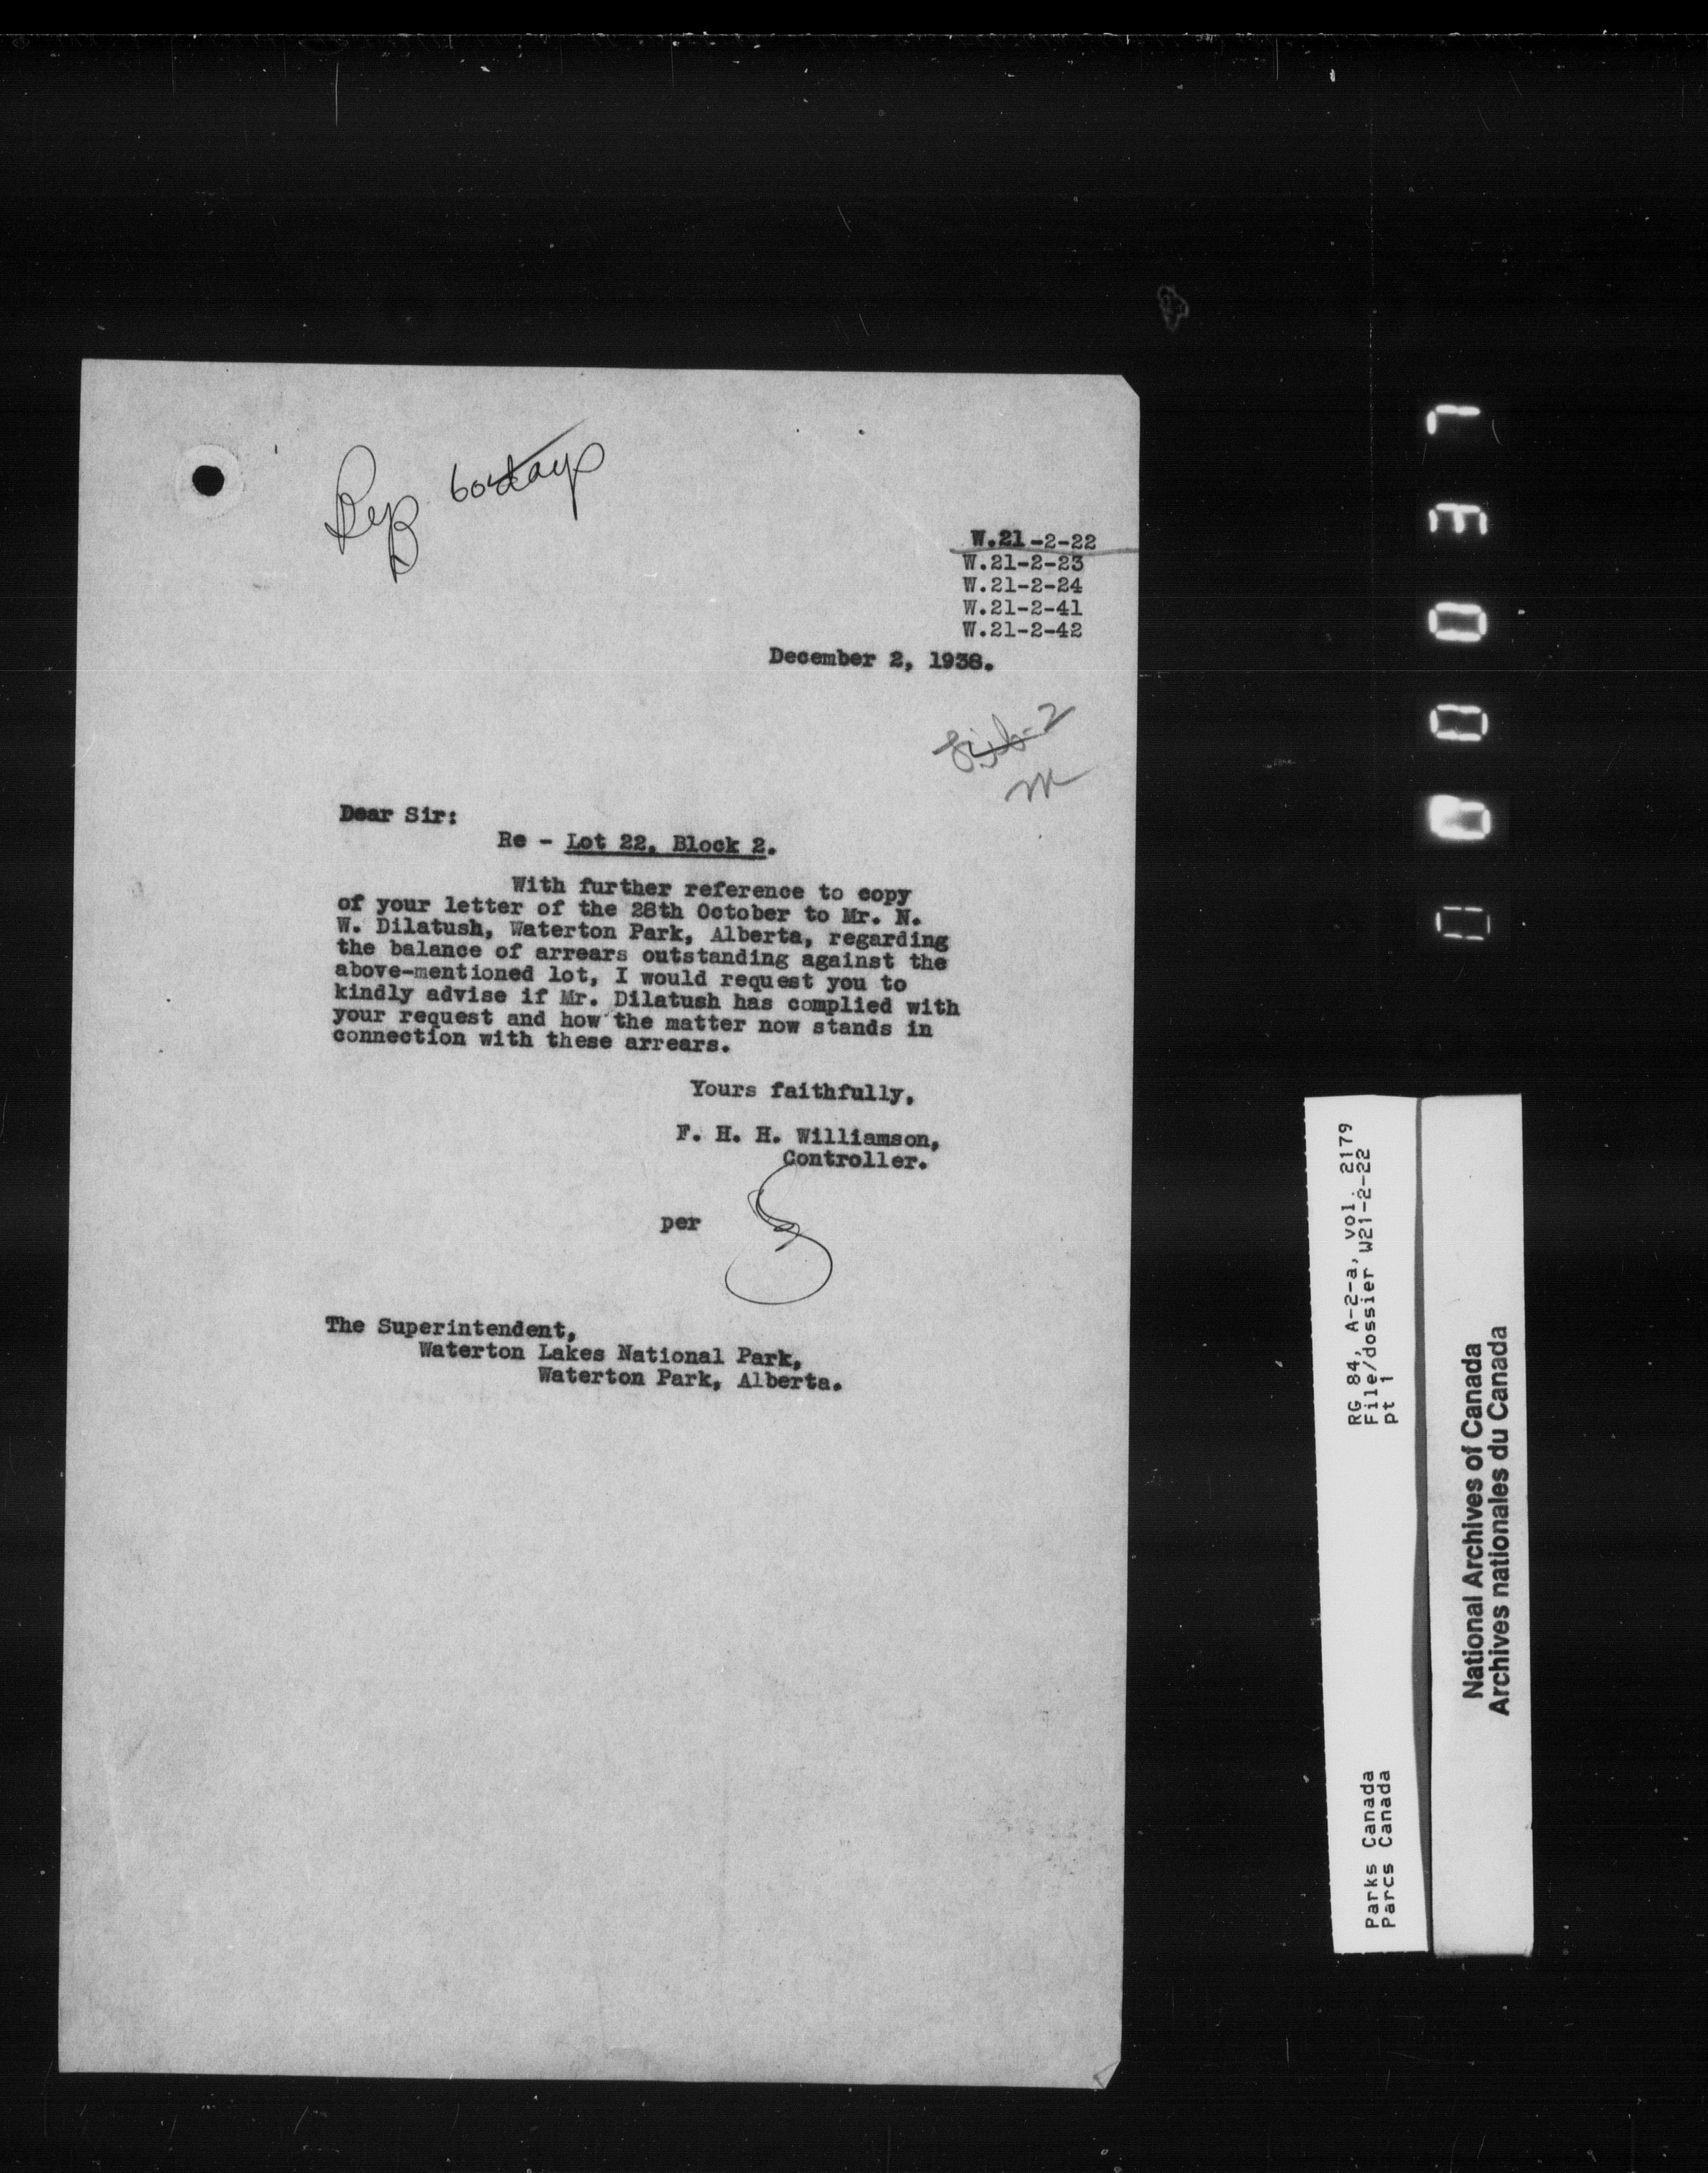 60 days
W.21-2-22
W.21-2-23
W.21-2-24
W.21-2-41
W.21-2-42
December 2, 1938.
Dear Sir:
Re - Lot 22, Block 2.
With further reference to copy
of your letter of the 28th October to Mr. N.
W. Dilatush, Waterton Park, Alberta, regarding
the balance of arrears outstanding against the
above-mentioned lot, I would request you to
kindly advise if Mr. Dilatush has complied with
your request and how the matter now stands in
connection with these arrears.
Yours faithfully,
F. H. H. Williamson,
Controller.
per
The Superintendent,
Waterton Lakes National Park,
Waterton Park, Alberta.
RG 84, A-2-a, vol. 2179
File/dossier W21-2-22
pt 1
Parks Canada
Parcs Canada
National Archives of Canada
Archives nationales du Canada